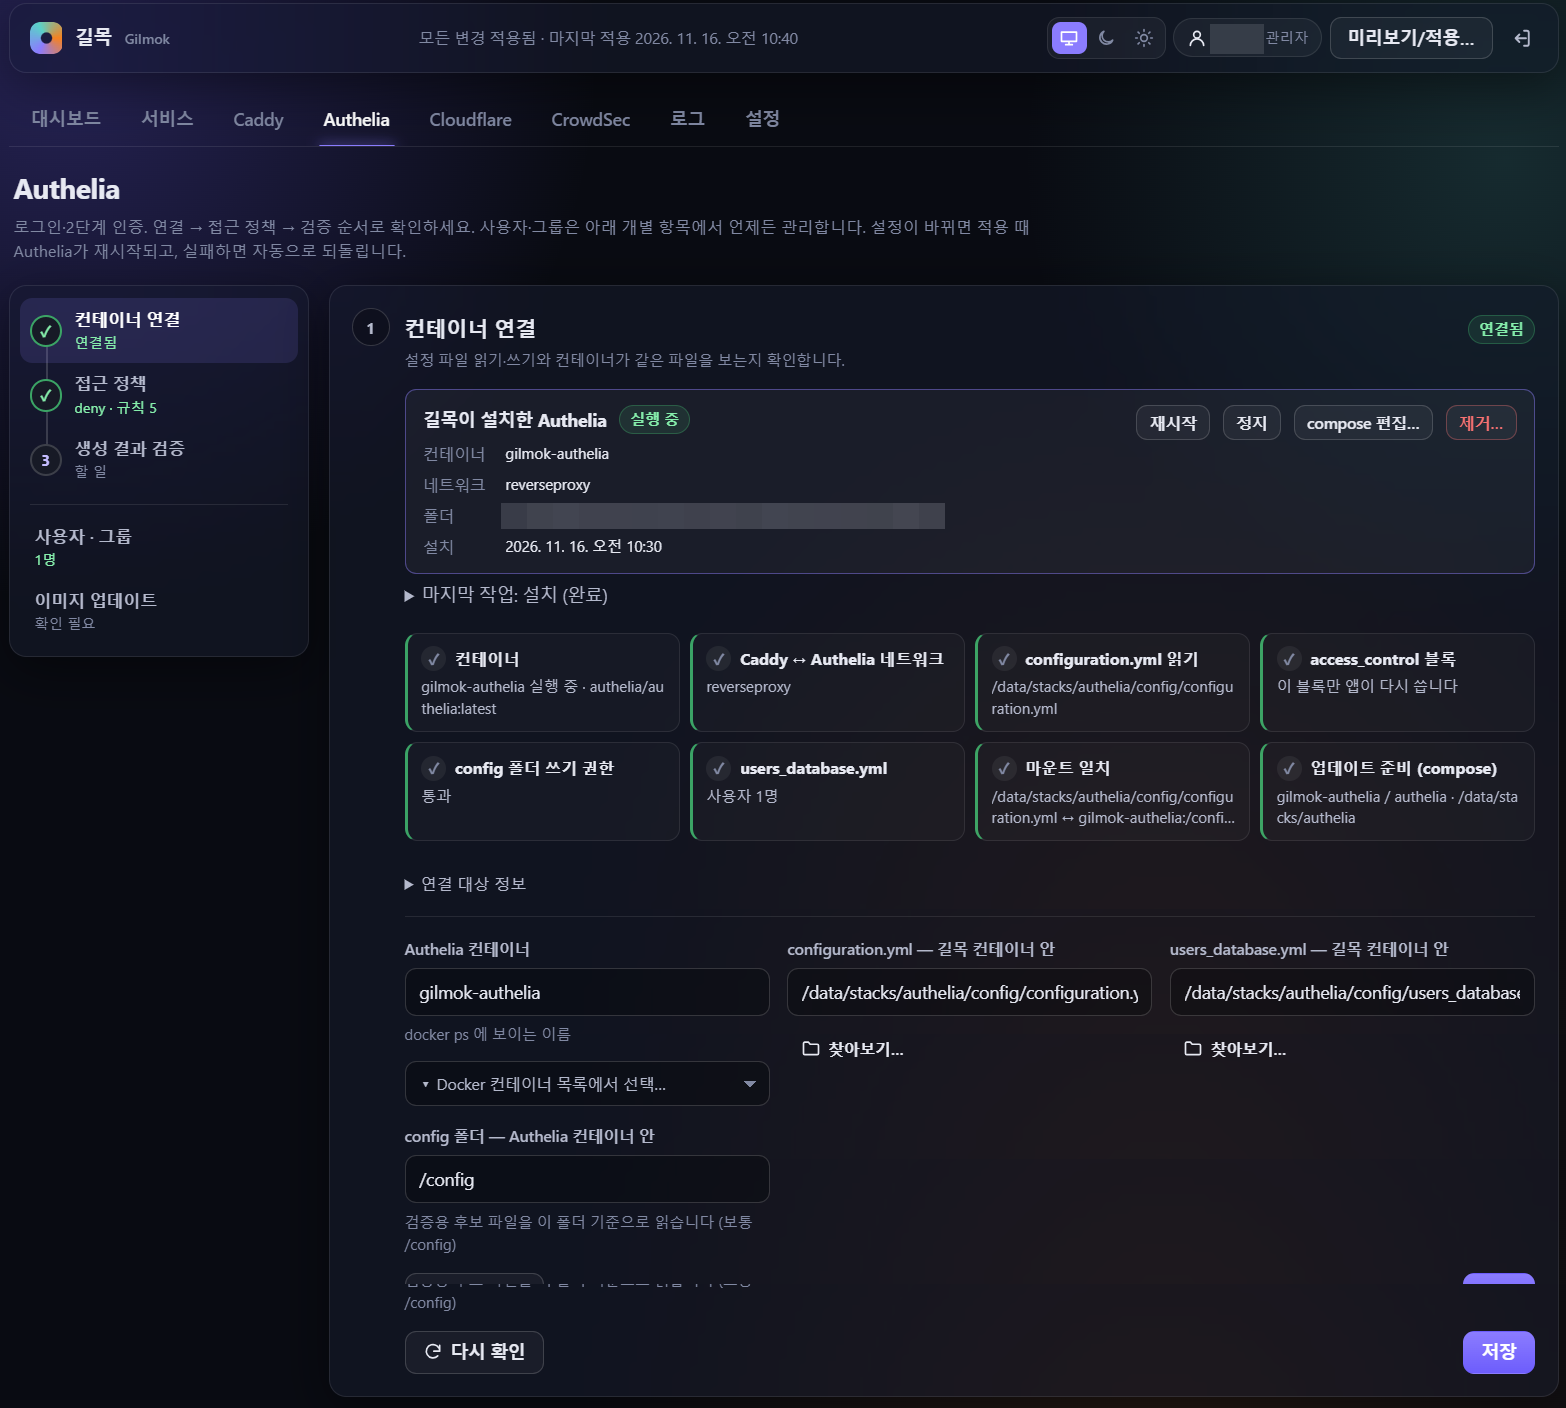 길목 Gilmok
모든 변경 적용됨 · 마지막 적용 2026. 11. 16. 오전 10:40
관리자
미리보기/적용...
대시보드 서비스 Caddy Authelia Cloudflare CrowdSec 로그 설정
Authelia
로그인·2단계 인증. 연결 → 접근 정책 → 검증 순서로 확인하세요. 사용자·그룹은 아래 개별 항목에서 언제든 관리합니다. 설정이 바뀌면 적용 때
Authelia가 재시작되고, 실패하면 자동으로 되돌립니다.
컨테이너 연결
연결됨
접근 정책
deny · 규칙 5
3 생성 결과 검증
할 일
사용자 · 그룹
1명
이미지 업데이트
확인 필요
1 컨테이너 연결 연결됨
설정 파일 읽기·쓰기와 컨테이너가 같은 파일을 보는지 확인합니다.
길목이 설치한 Authelia 실행 중 재시작 정지 compose 편집... 제거...
컨테이너 gilmok-authelia
네트워크 reverseproxy
폴더
설치 2026. 11. 16. 오전 10:30
▶ 마지막 작업: 설치 (완료)
✓ 컨테이너
gilmok-authelia 실행 중 · authelia/au
thelia:latest
✓ Caddy ↔ Authelia 네트워크
reverseproxy
✓ configuration.yml 읽기
/data/stacks/authelia/config/configu
ration.yml
✓ access_control 블록
이 블록만 앱이 다시 씁니다
✓ config 폴더 쓰기 권한
통과
✓ users_database.yml
사용자 1명
✓ 마운트 일치
/data/stacks/authelia/config/configu
ration.yml ↔ gilmok-authelia:/confi...
✓ 업데이트 준비 (compose)
gilmok-authelia / authelia · /data/sta
cks/authelia
▶ 연결 대상 정보
Authelia 컨테이너
gilmok-authelia
docker ps 에 보이는 이름
▾ Docker 컨테이너 목록에서 선택...
configuration.yml — 길목 컨테이너 안
/data/stacks/authelia/config/configuration.y
찾아보기...
users_database.yml — 길목 컨테이너 안
/data/stacks/authelia/config/users_database
찾아보기...
config 폴더 — Authelia 컨테이너 안
/config
검증용 후보 파일을 이 폴더 기준으로 읽습니다 (보통
/config)
/config)
다시 확인
저장